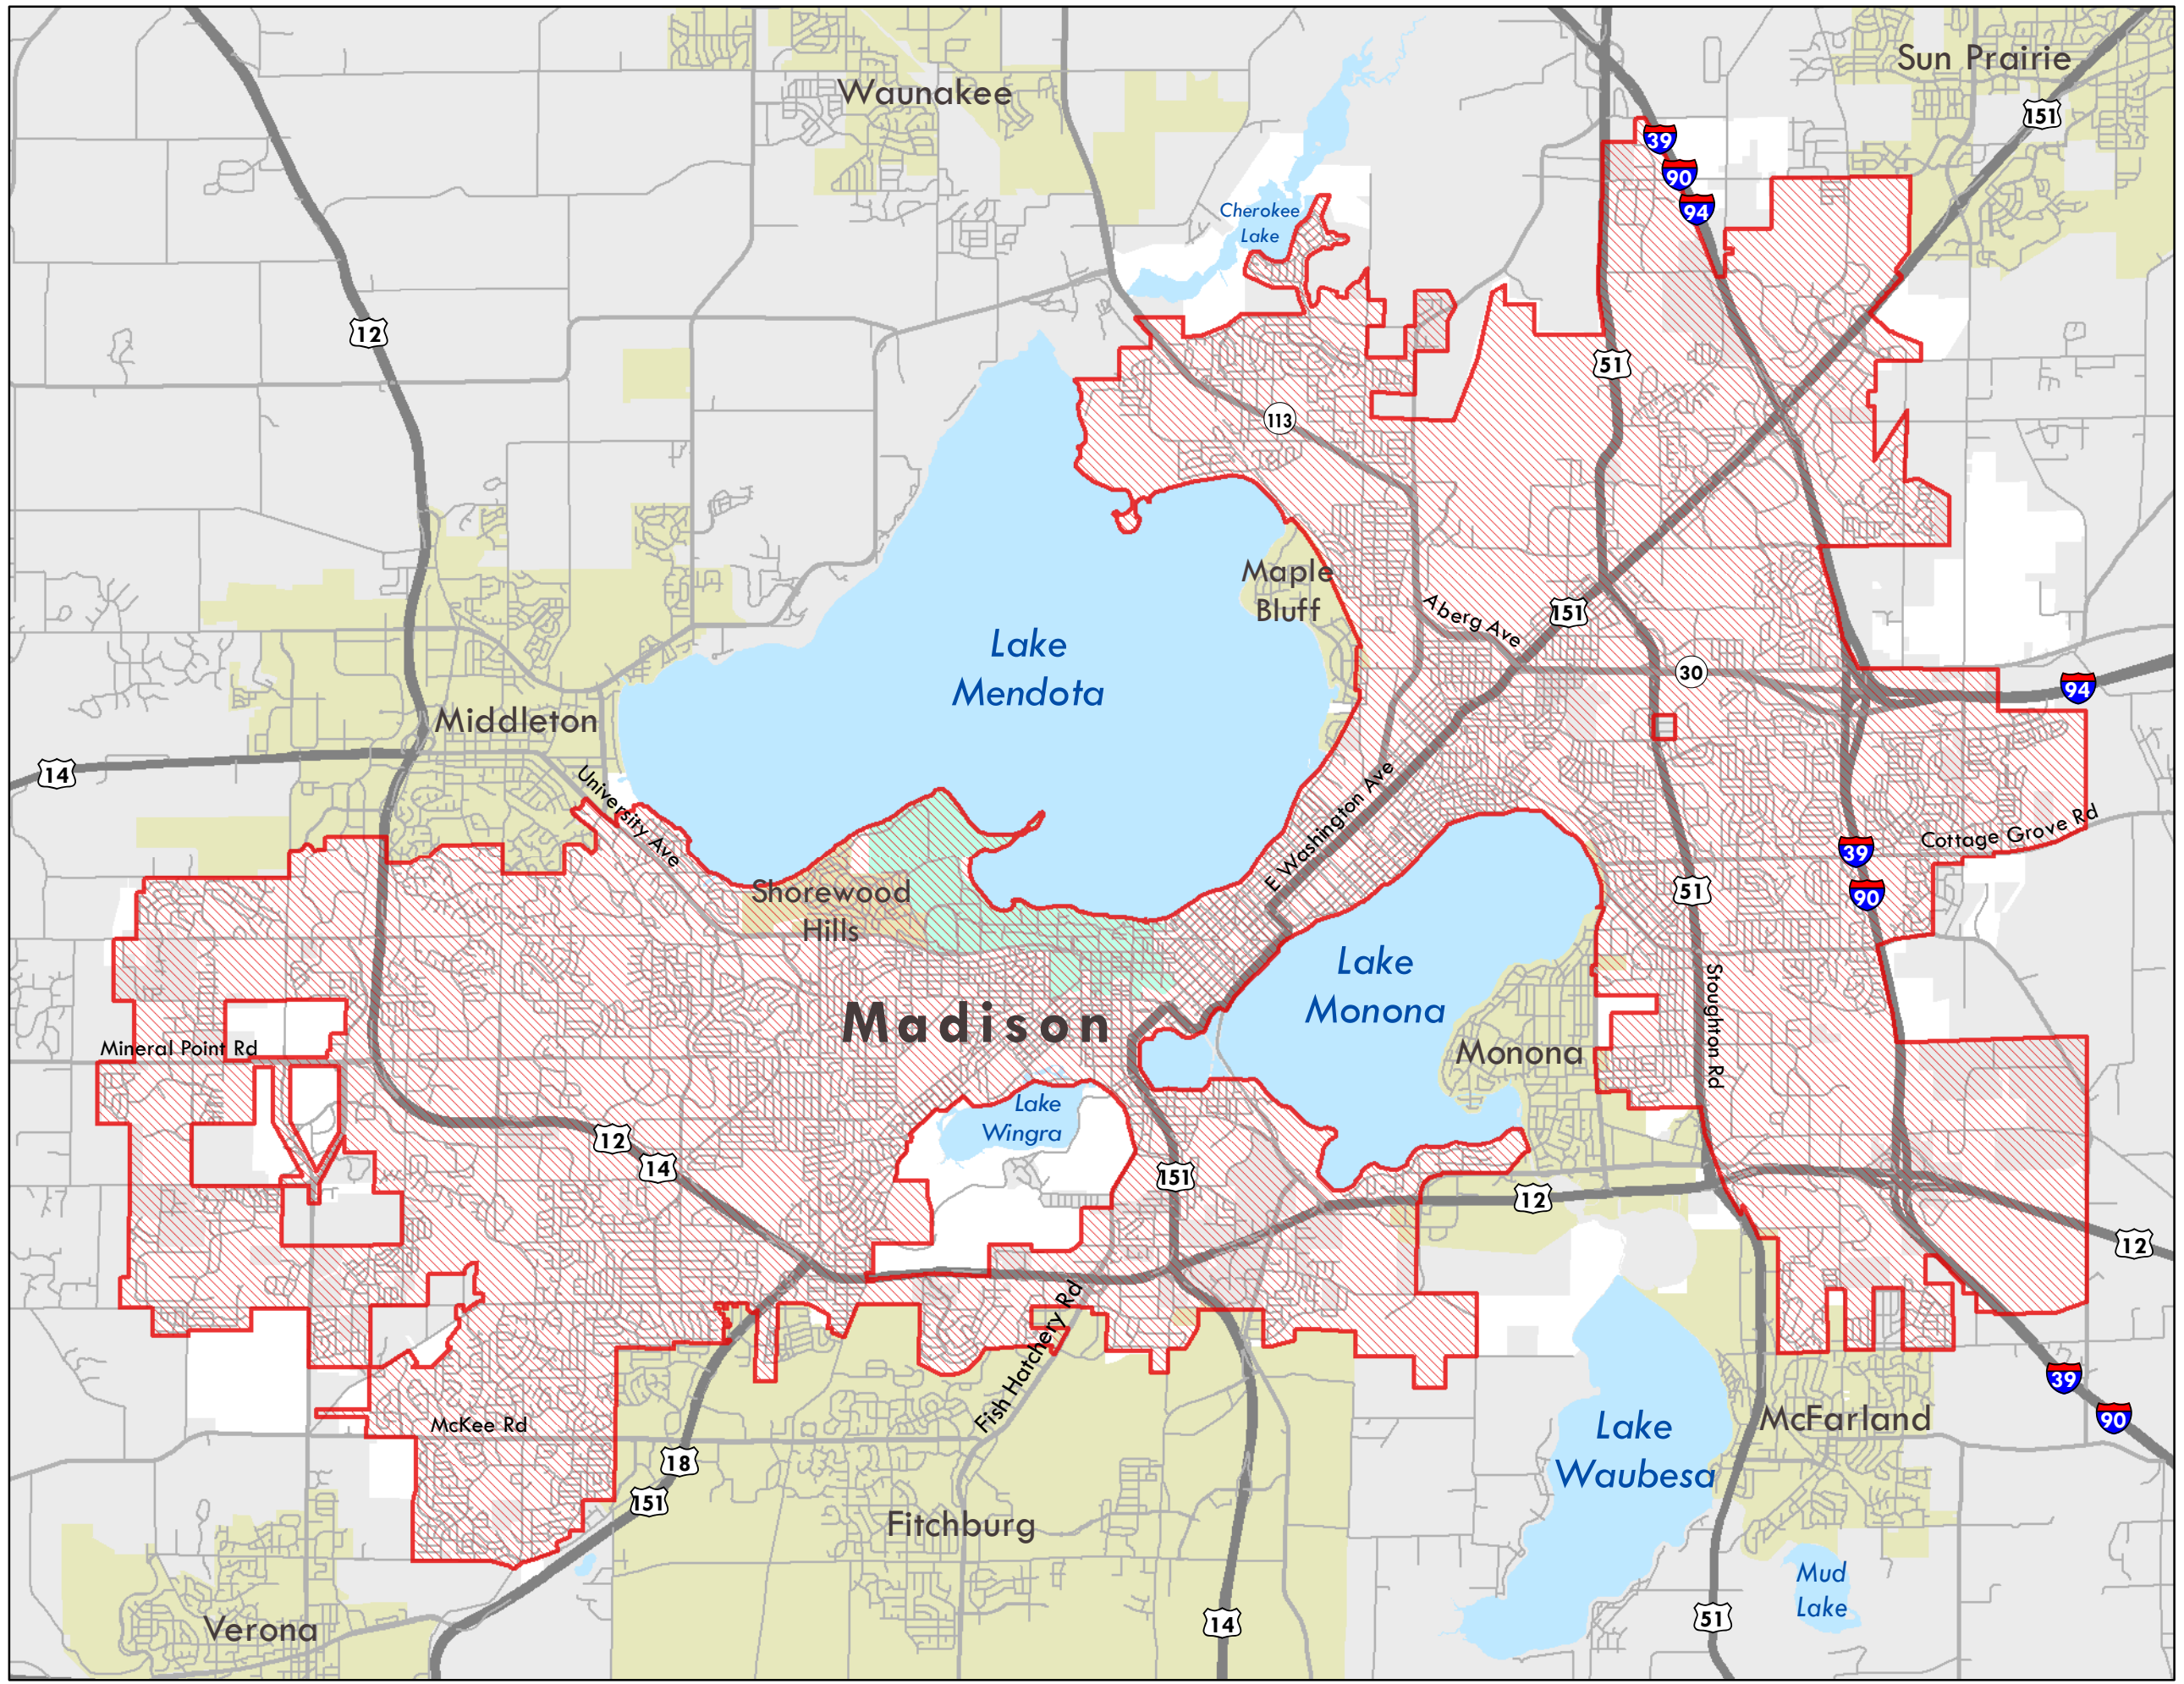 Sun Prairie
Waunakee
151
39
90
94
Cherokee
Lake
12
51
113
Maple
Bluff
Aberg Ave
151
Lake
Mendota
30
94
Middleton
14
University Ave
E Washington Ave
Cottage Grove Rd
39
51
90
Shorewood
Hills
Lake
Monona
Madison
Stoughton Rd
Mineral Point Rd
Monona
Lake
Wingra
12
14
151
12
12
Fish Hatchery Rd
39
90
McKee Rd
McFarland
Lake
Waubesa
18
151
Fitchburg
Mud
Lake
Verona
14
51